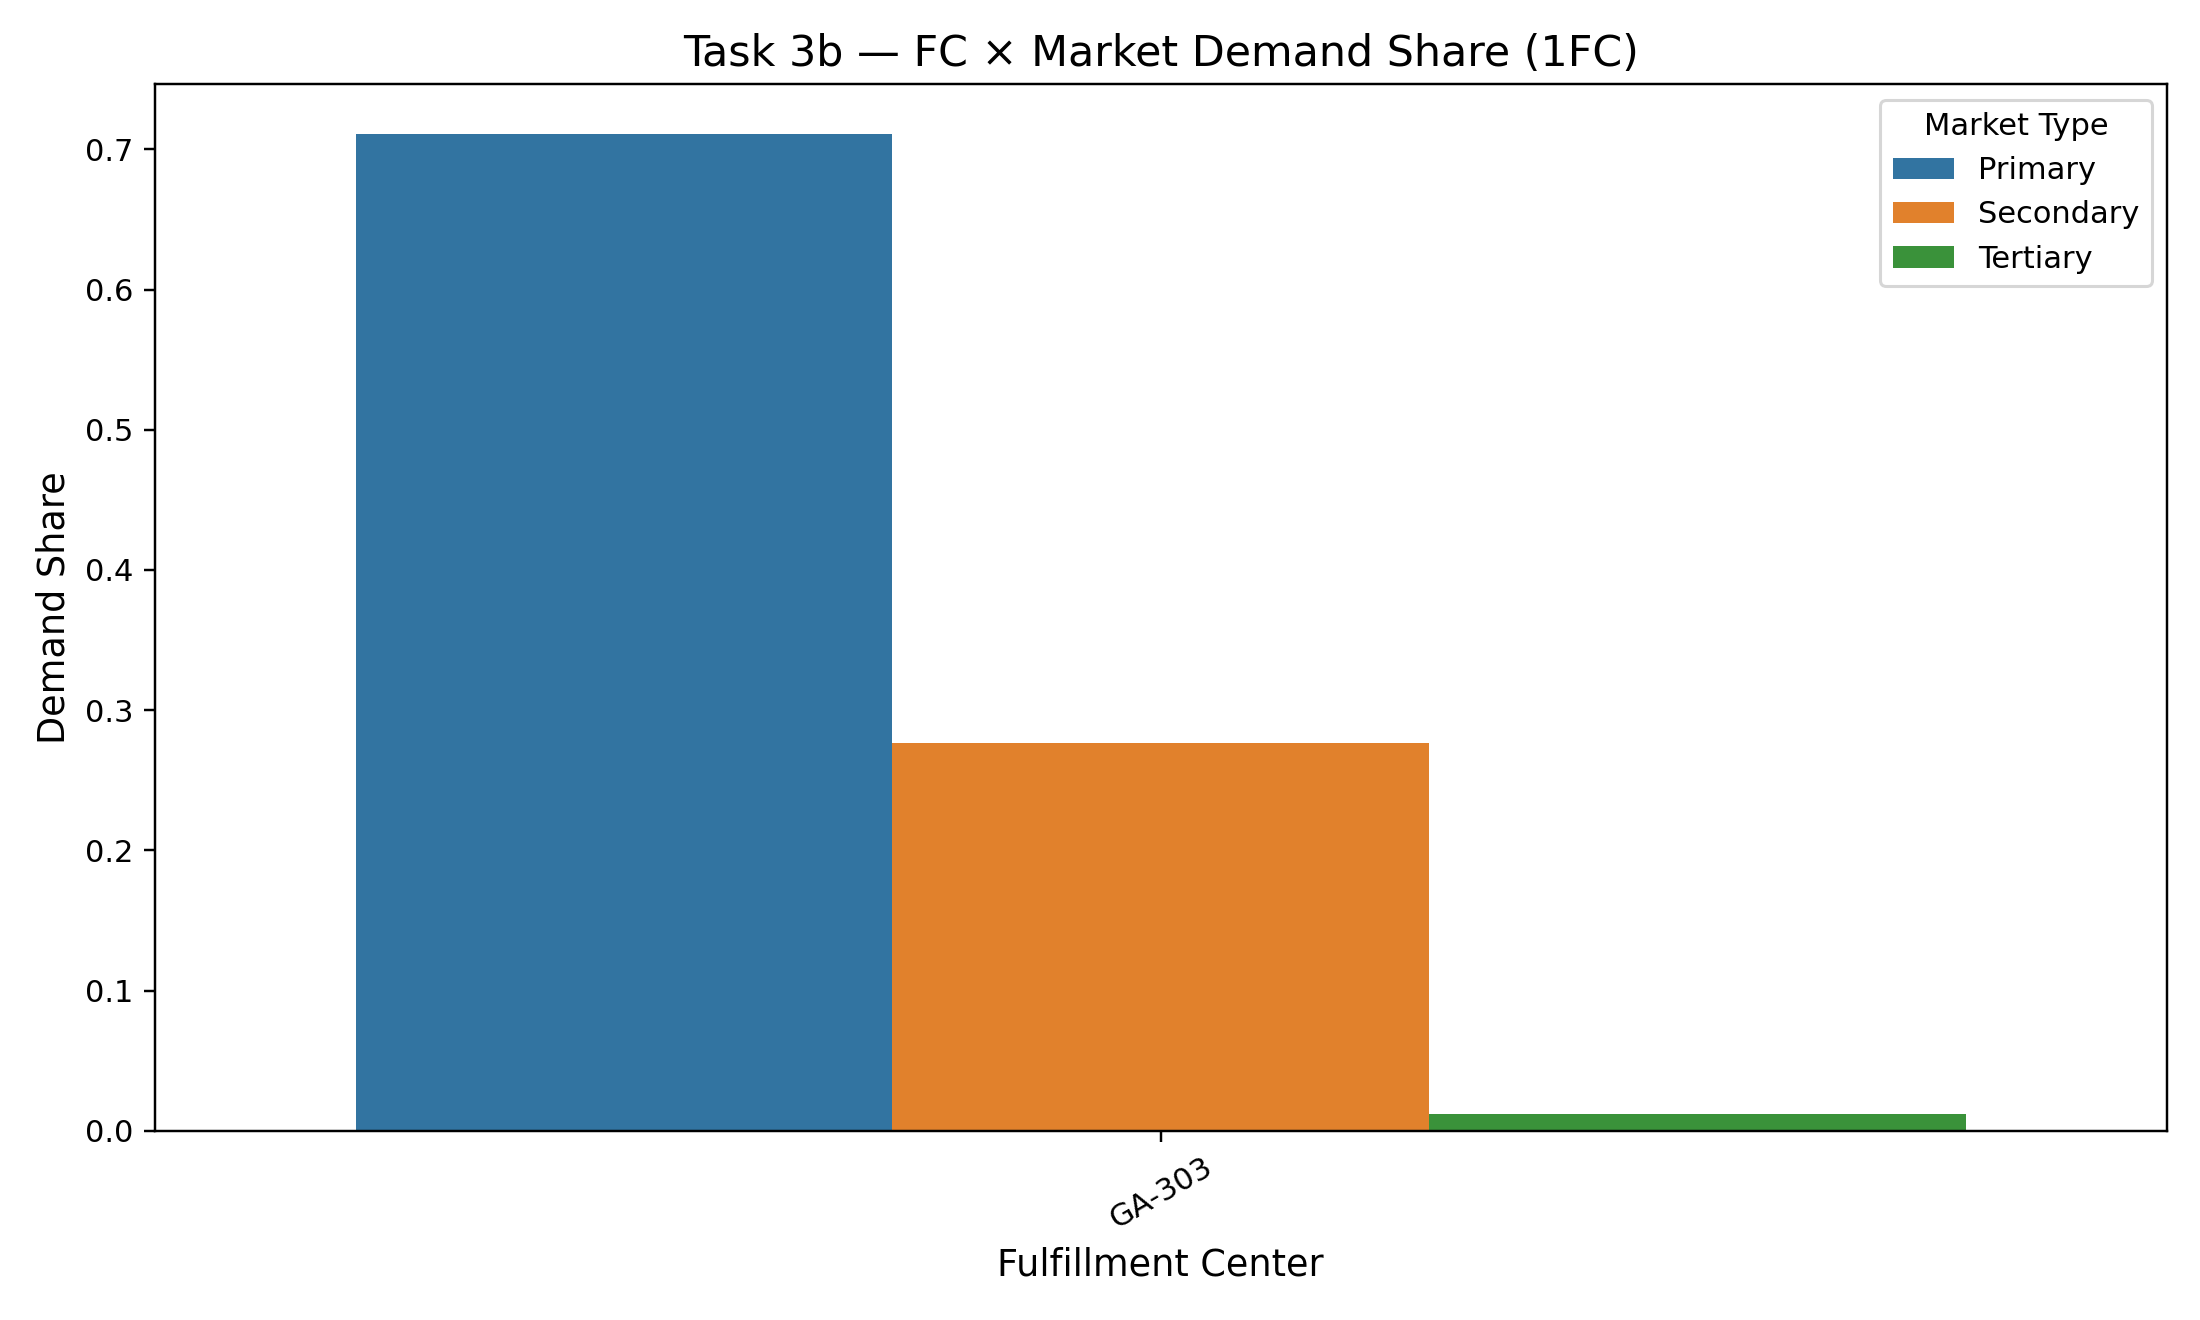 Task 3b — FC × Market Demand Share (1FC)
Market Type
Primary
Secondary
Tertiary
Demand Share
0.7
0.6
0.5
0.4
0.3
0.2
0.1
0.0
GA-303
Fulfillment Center